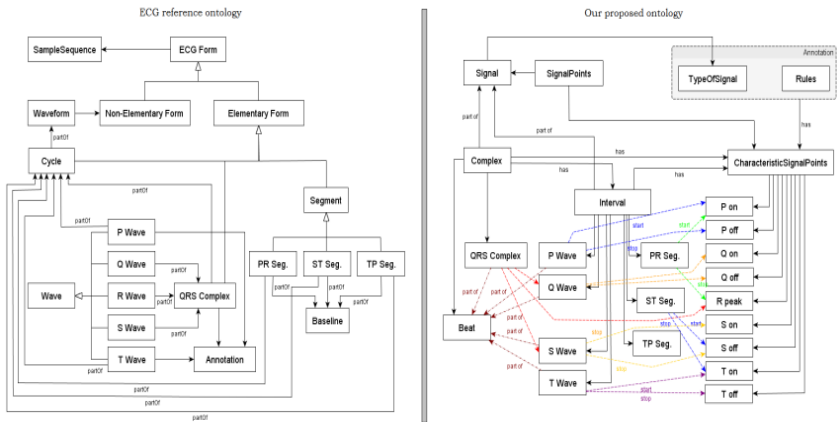 ECG reference ontology
SampleSequence
ECG Form
Waveform
Non-Elementary Form
Elementary Form
partOf
Cycle
Segment
partOf
partOf
partOf
P Wave
Q Wave
partOf
PR Seg.
ST Seg.
TP Seg.
partOf
partOf
partOf
Wave
R Wave
partOf
QRS Complex
Baseline
S Wave
partOf
T Wave
Annotation
partOf
partOf
partOf
Our proposed ontology
Annotation
Signal
SignalPoints
TypeOfSignal
Rules
part of
part of
has
has
Complex
has
has
has
CharacteristicSignalPoints
Interval
P on
start
start
P off
QRS Complex
P Wave
stop
PR Seg.
Q on
Q Wave
stop
Q off
part of
part of
ST Seg.
R peak
Beat
part of
stop
stop
start
S on
S Wave
TP Seg.
S off
part of
stop
T on
T Wave
start
stop
T off